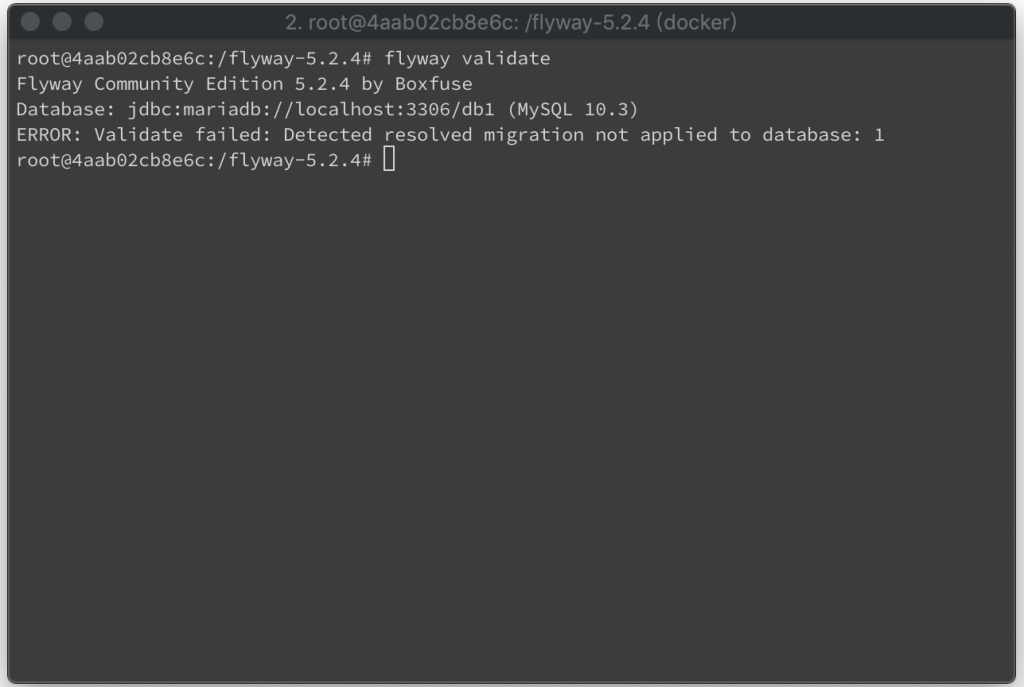 2. root@4aab02cb8e6c: /flyway-5.2.4 (docker)
root@4aab02cb8e6c:/flyway-5.2.4# flyway validate
Flyway Community Edition 5.2.4 by Boxfuse
Database: jdbc:mariadb://localhost:3306/db1 (MySQL 10.3)
ERROR: Validate failed: Detected resolved migration not applied to database: 1
root@4aab02cb8e6c:/flyway-5.2.4#